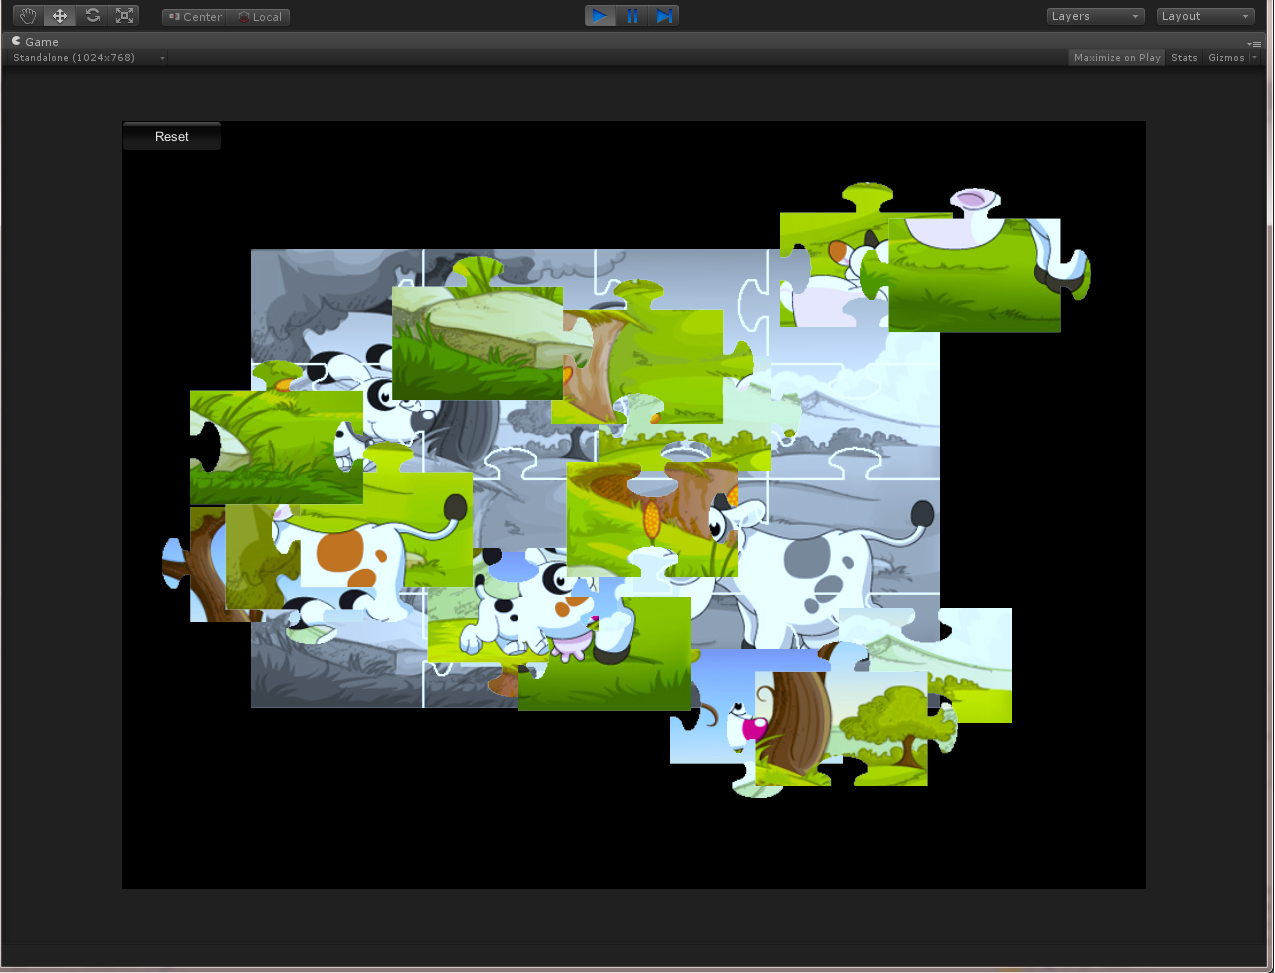 Center Local Layers Layout
Game
Standalone (1024x768) Maximize on Play Stats Gizmos
Reset